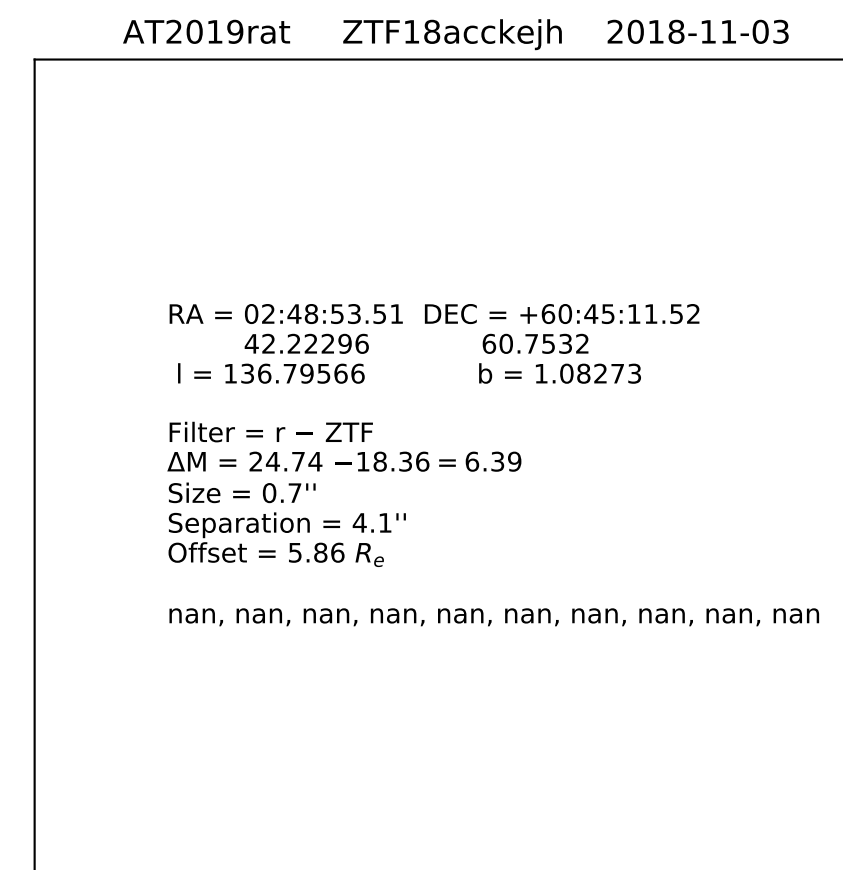 AT2019rat ZTF18acckejh 2018-11-03
RA = 02:48:53.51 DEC = +60:45:11.52
42.22296 60.7532
l = 136.79566 b = 1.08273
Filter = r − ZTF
ΔM = 24.74 −18.36 = 6.39
Size = 0.7''
Separation = 4.1''
Offset = 5.86 Rₑ
nan, nan, nan, nan, nan, nan, nan, nan, nan, nan